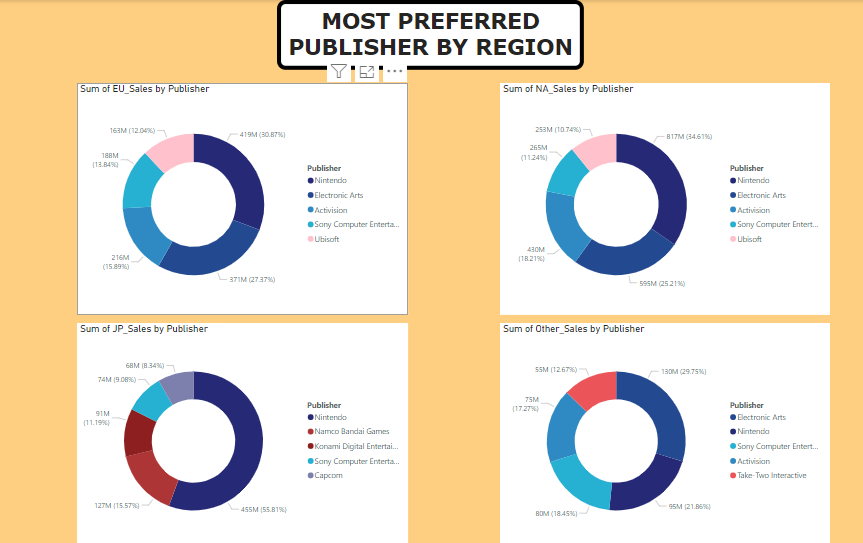 MOST PREFERRED
PUBLISHER BY REGION
Sum of EU_Sales by Publisher
163M (12.04%)
419M (30.87%)
188M
(13.84%)
216M
(15.89%)
371M (27.37%)
Publisher
Nintendo
Electronic Arts
Activision
Sony Computer Enterta...
Ubisoft
Sum of NA_Sales by Publisher
253M (10.74%)
817M (34.61%)
265M
(11.24%)
430M
(18.21%)
595M (25.21%)
Publisher
Nintendo
Electronic Arts
Activision
Sony Computer Entert...
Ubisoft
Sum of JP_Sales by Publisher
68M (8.34%)
74M (9.08%)
91M
(11.19%)
127M (15.57%)
455M (55.81%)
Publisher
Nintendo
Namco Bandai Games
Konami Digital Entertai...
Sony Computer Enterta...
Capcom
Sum of Other_Sales by Publisher
55M (12.67%)
130M (29.75%)
75M
(17.27%)
80M (18.45%)
95M (21.86%)
Publisher
Electronic Arts
Nintendo
Sony Computer Entert...
Activision
Take-Two Interactive